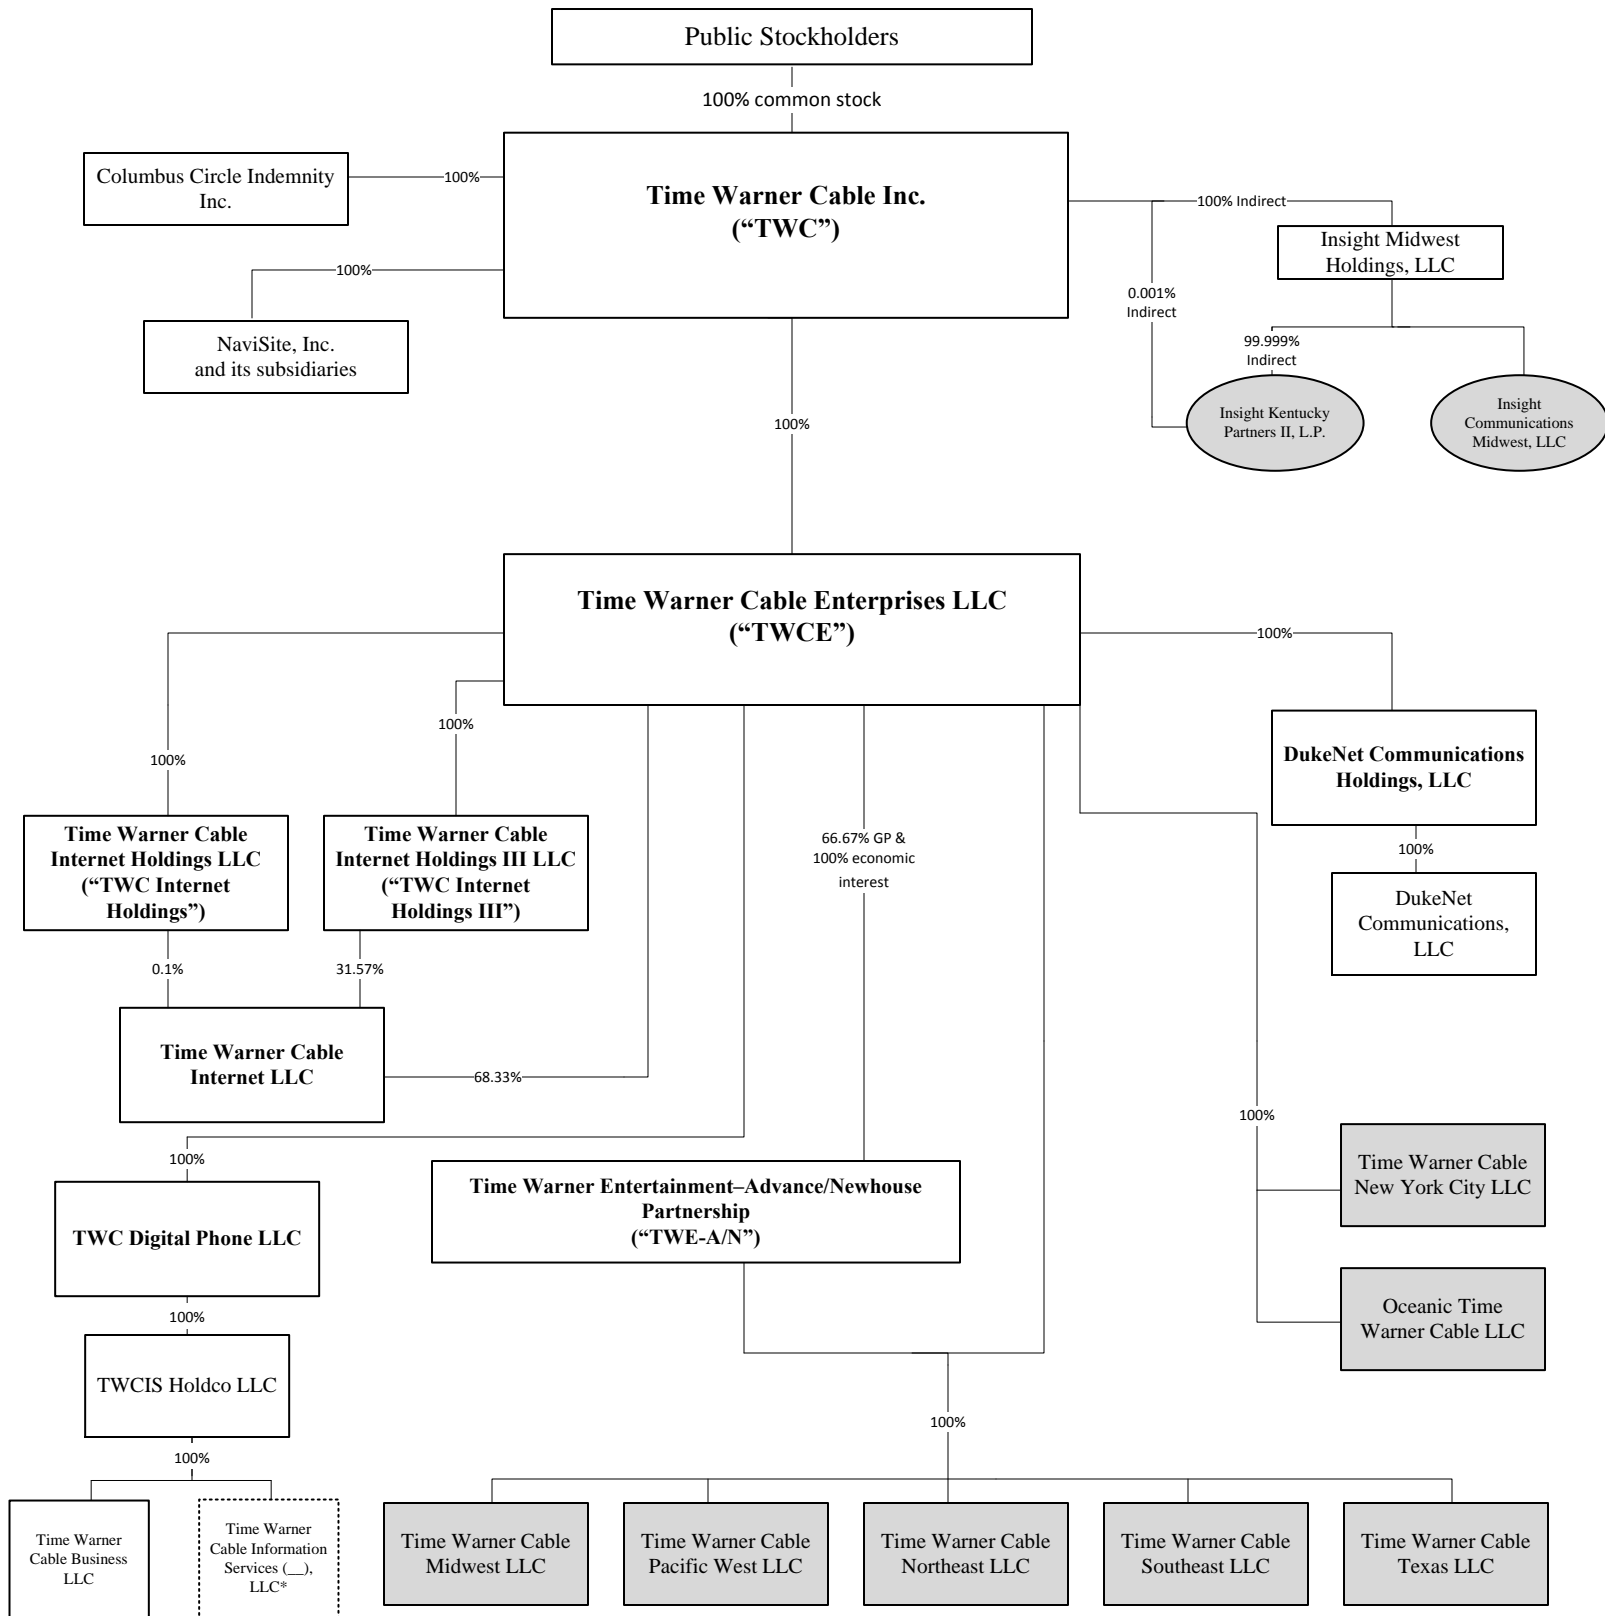 Public Stockholders
100% common stock
Columbus Circle Indemnity
Inc.
100%
Time Warner Cable Inc.
(“TWC”)
100% Indirect
Insight Midwest
Holdings, LLC
100%
NaviSite, Inc.
and its subsidiaries
0.001%
Indirect
99.999%
Indirect
Insight Kentucky
Partners II, L.P.
Insight
Communications
Midwest, LLC
100%
Time Warner Cable Enterprises LLC
(“TWCE”)
100%
100%
100%
DukeNet Communications
Holdings, LLC
Time Warner Cable
Internet Holdings LLC
(“TWC Internet
Holdings”)
Time Warner Cable
Internet Holdings III LLC
(“TWC Internet
Holdings III”)
66.67% GP &
100% economic
interest
100%
DukeNet
Communications,
LLC
0.1%
31.57%
Time Warner Cable
Internet LLC
68.33%
100%
100%
Time Warner Cable
New York City LLC
TWC Digital Phone LLC
Time Warner Entertainment–Advance/Newhouse
Partnership
(“TWE-A/N”)
100%
Oceanic Time
Warner Cable LLC
TWCIS Holdco LLC
100%
100%
Time Warner
Cable Business
LLC
Time Warner
Cable Information
Services (__),
LLC*
Time Warner Cable
Midwest LLC
Time Warner Cable
Pacific West LLC
Time Warner Cable
Northeast LLC
Time Warner Cable
Southeast LLC
Time Warner Cable
Texas LLC